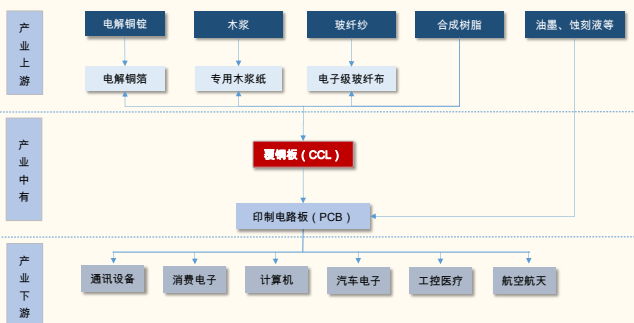 产业上游
电解铜锭
木浆
玻纤纱
合成树脂
油墨、蚀刻液等
电解铜箔
专用木浆纸
电子级玻纤布
产业中有
覆铜板（CCL）
印制电路板（PCB）
产业下游
通讯设备
消费电子
计算机
汽车电子
工控医疗
航空航天